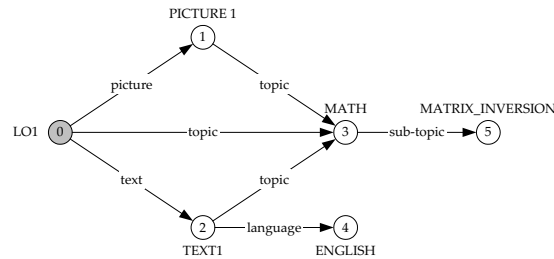 PICTURE 1
1
picture
topic
MATH
MATRIX_INVERSION
LO1
0
topic
3
sub-topic
5
text
topic
2
language
4
TEXT1
ENGLISH